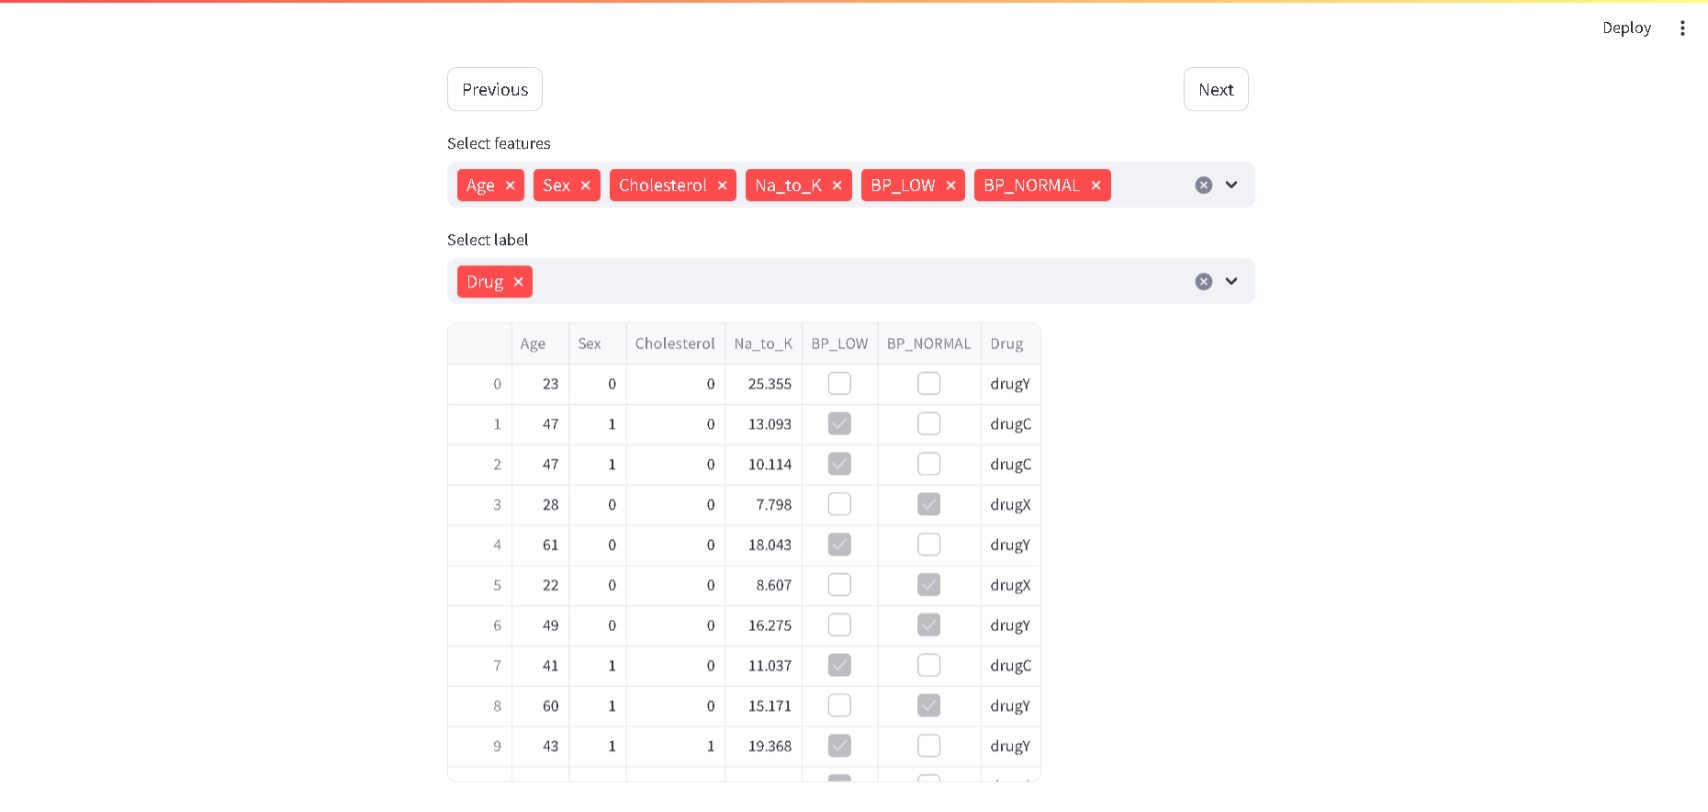 Deploy
Previous Next
Select features
Age Sex Cholesterol Na_to_K BP_LOW BP_NORMAL
Select label
Drug
Age Sex Cholesterol Na_to_K BP_LOW BP_NORMAL Drug
0 23 0 0 25.355 drugY
1 47 1 0 13.093 drugC
2 47 1 0 10.114 drugC
3 28 0 0 7.798 drugX
4 61 0 0 18.043 drugY
5 22 0 0 8.607 drugX
6 49 0 0 16.275 drugY
7 41 1 0 11.037 drugC
8 60 1 0 15.171 drugY
9 43 1 1 19.368 drugY